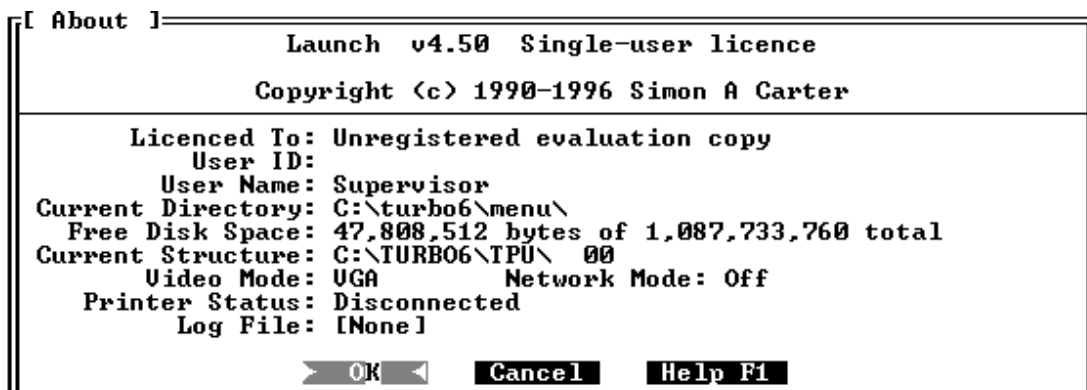 [ About ]
Launch v4.50 Single-user licence
Copyright (c) 1990-1996 Simon A Carter
Licenced To: Unregistered evaluation copy
User ID:
User Name: Supervisor
Current Directory: C:\turbo6\menu\
Free Disk Space: 47,808,512 bytes of 1,087,733,760 total
Current Structure: C:\TURBO6\TPU\ 00
Video Mode: VGA Network Mode: Off
Printer Status: Disconnected
Log File: [None]
OK Cancel Help F1